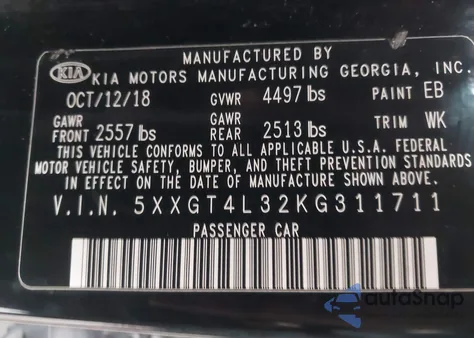 MANUFACTURED BY
KIA KIA MOTORS MANUFACTURING GEORGIA, INC.
OCT/12/18 GVWR 4497 lbs PAINT EB
GAWR FRONT 2557 lbs GAWR REAR 2513 lbs TRIM WK
THIS VEHICLE CONFORMS TO ALL APPLICABLE U.S.A. FEDERAL
MOTOR VEHICLE SAFETY, BUMPER, AND THEFT PREVENTION STANDARDS
IN EFFECT ON THE DATE OF MANUFACTURE SHOWN ABOVE.
V.I.N. 5XXGT4L32KG311711
PASSENGER CAR
autoSnap